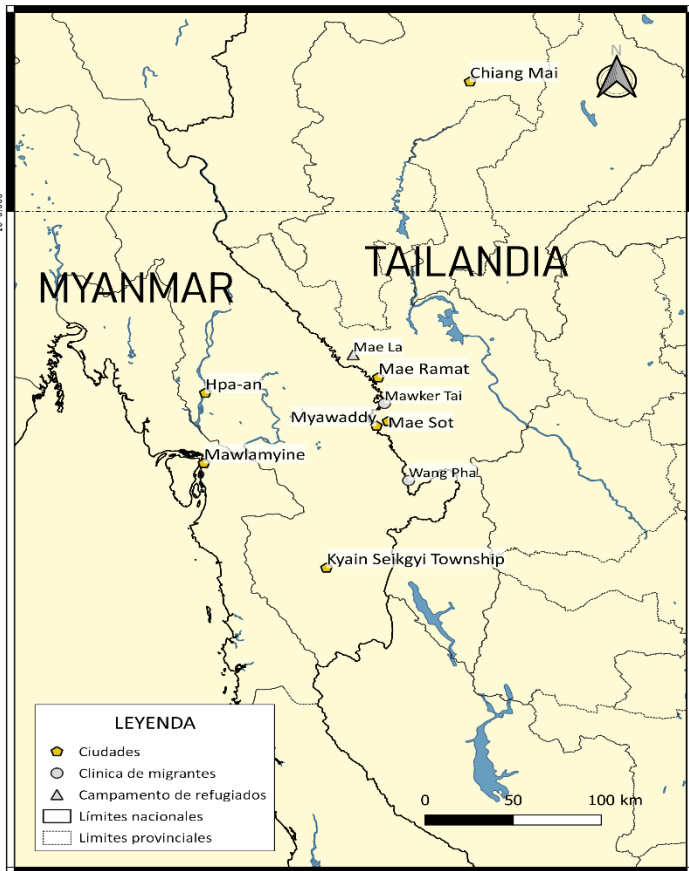 Chiang Mai
N
TAILANDIA
MYANMAR
Mae La
Mae Ramat
Hpa-an
Mawker Tai
Myawaddy
Mae Sot
Mawlamyine
Wang Pha
Kyain Seikgyi Township
LEYENDA
Ciudades
Clinica de migrantes
Campamento de refugiados
Límites nacionales
Limites provinciales
0 50 100 km